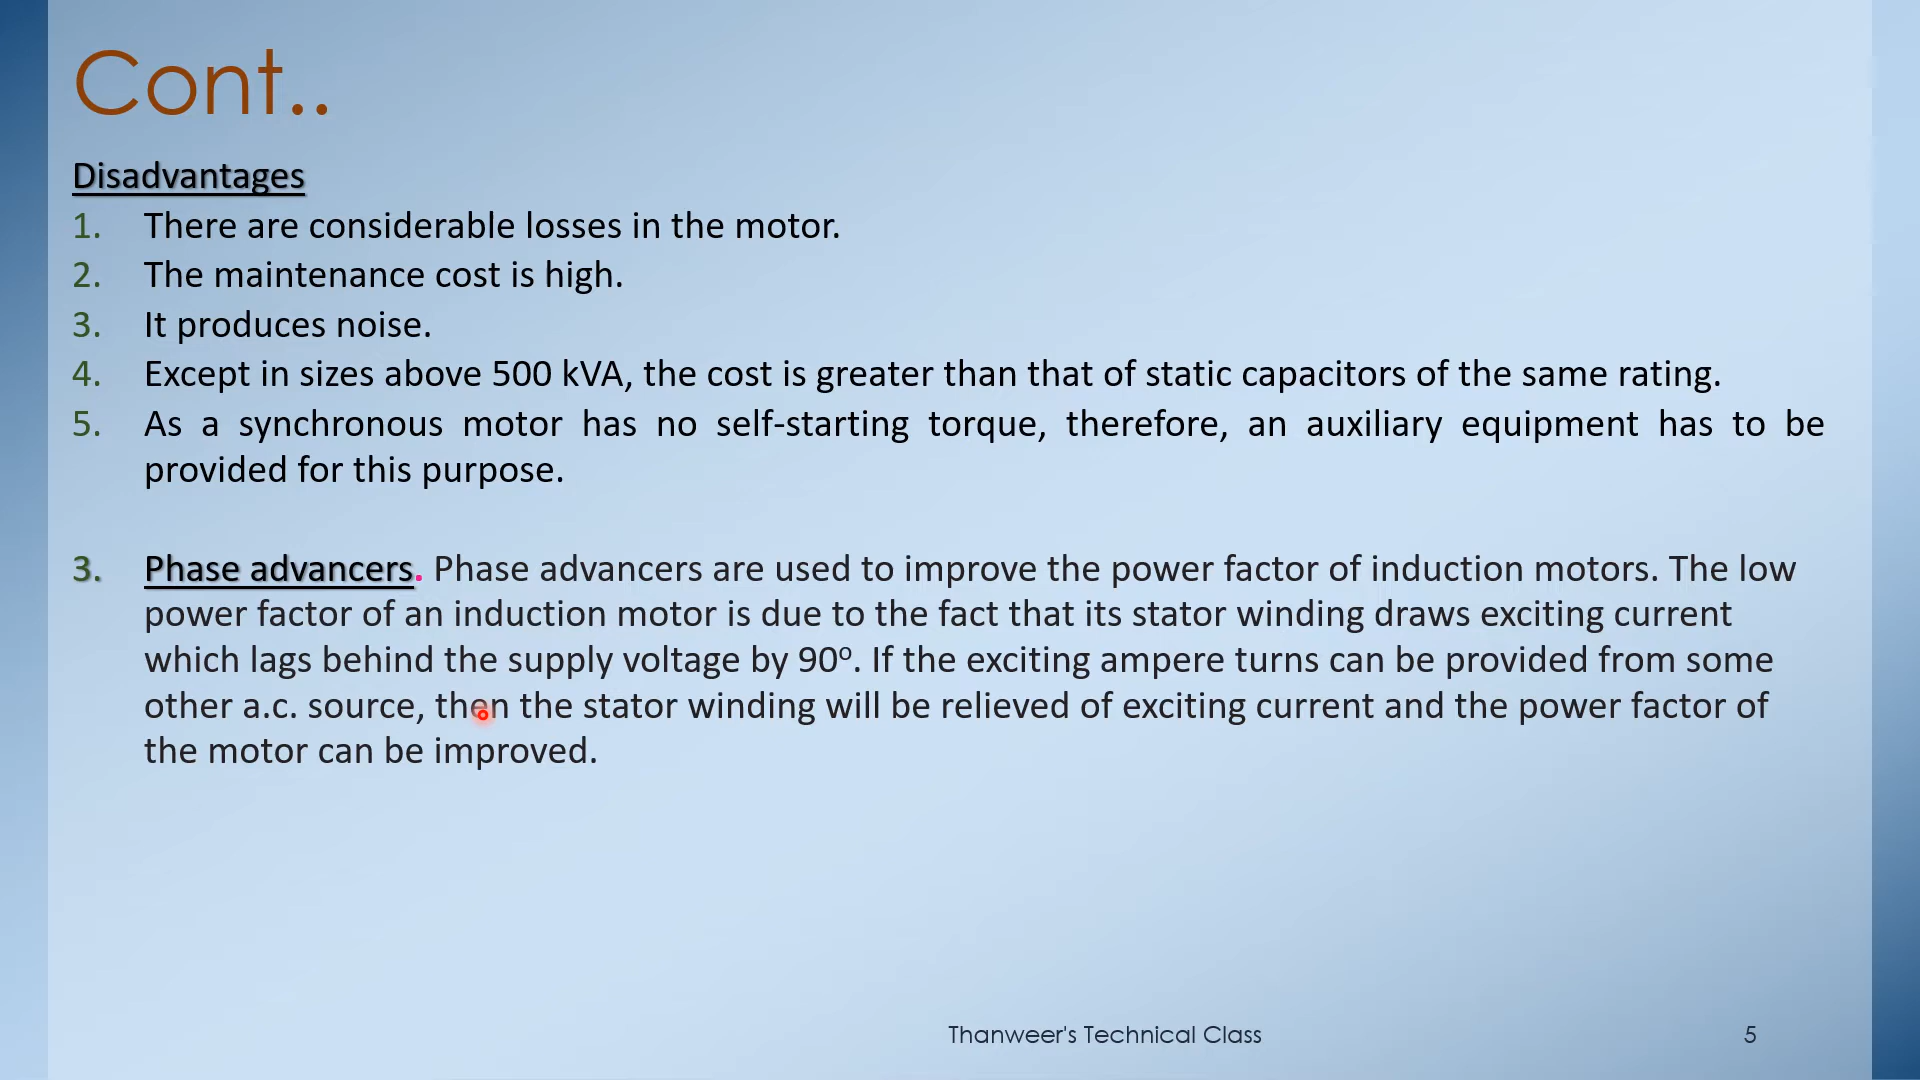 Cont..
Disadvantages
1. There are considerable losses in the motor.
2. The maintenance cost is high.
3. It produces noise.
4. Except in sizes above 500 kVA, the cost is greater than that of static capacitors of the same rating.
5. As a synchronous motor has no self-starting torque, therefore, an auxiliary equipment has to be
provided for this purpose.
3. Phase advancers. Phase advancers are used to improve the power factor of induction motors. The low
power factor of an induction motor is due to the fact that its stator winding draws exciting current
which lags behind the supply voltage by 90º. If the exciting ampere turns can be provided from some
other a.c. source, then the stator winding will be relieved of exciting current and the power factor of
the motor can be improved.
Thanweer's Technical Class 5